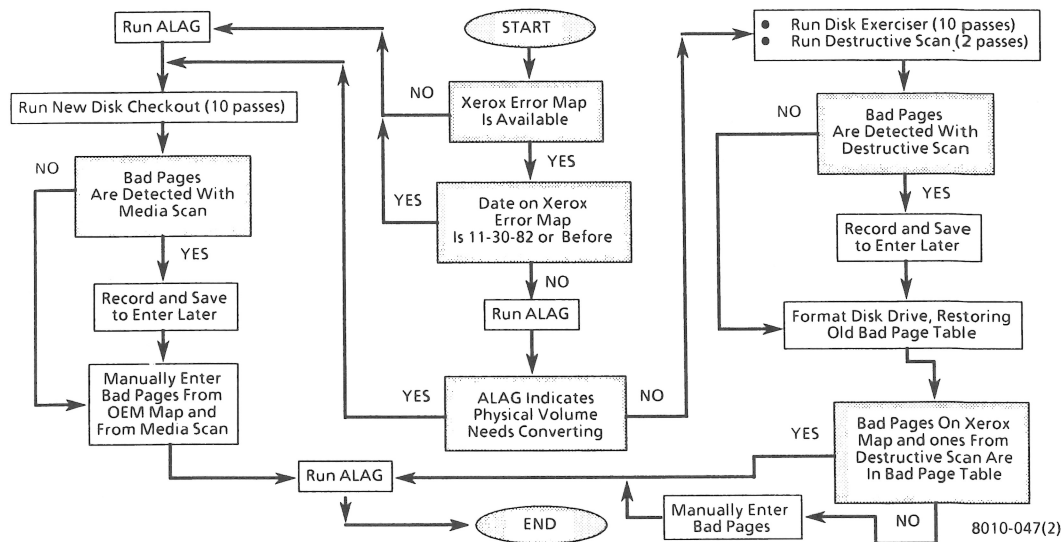 START
Run ALAG
• Run Disk Exerciser (10 passes)
• Run Destructive Scan (2 passes)
NO
Xerox Error Map
Is Available
Run New Disk Checkout (10 passes)
NO
Bad Pages
Are Detected With
Destructive Scan
YES
NO
Bad Pages
Are Detected With
Media Scan
YES
Date on Xerox
Error Map
Is 11-30-82 or Before
YES
Record and Save
to Enter Later
YES
NO
Record and Save
to Enter Later
Run ALAG
Format Disk Drive, Restoring
Old Bad Page Table
Manually Enter
Bad Pages From
OEM Map and
From Media Scan
YES
ALAG Indicates
Physical Volume
Needs Converting
NO
YES
Bad Pages On Xerox
Map and ones From
Destructive Scan Are
In Bad Page Table
Run ALAG
Manually Enter
Bad Pages
NO
END
8010-047(2)